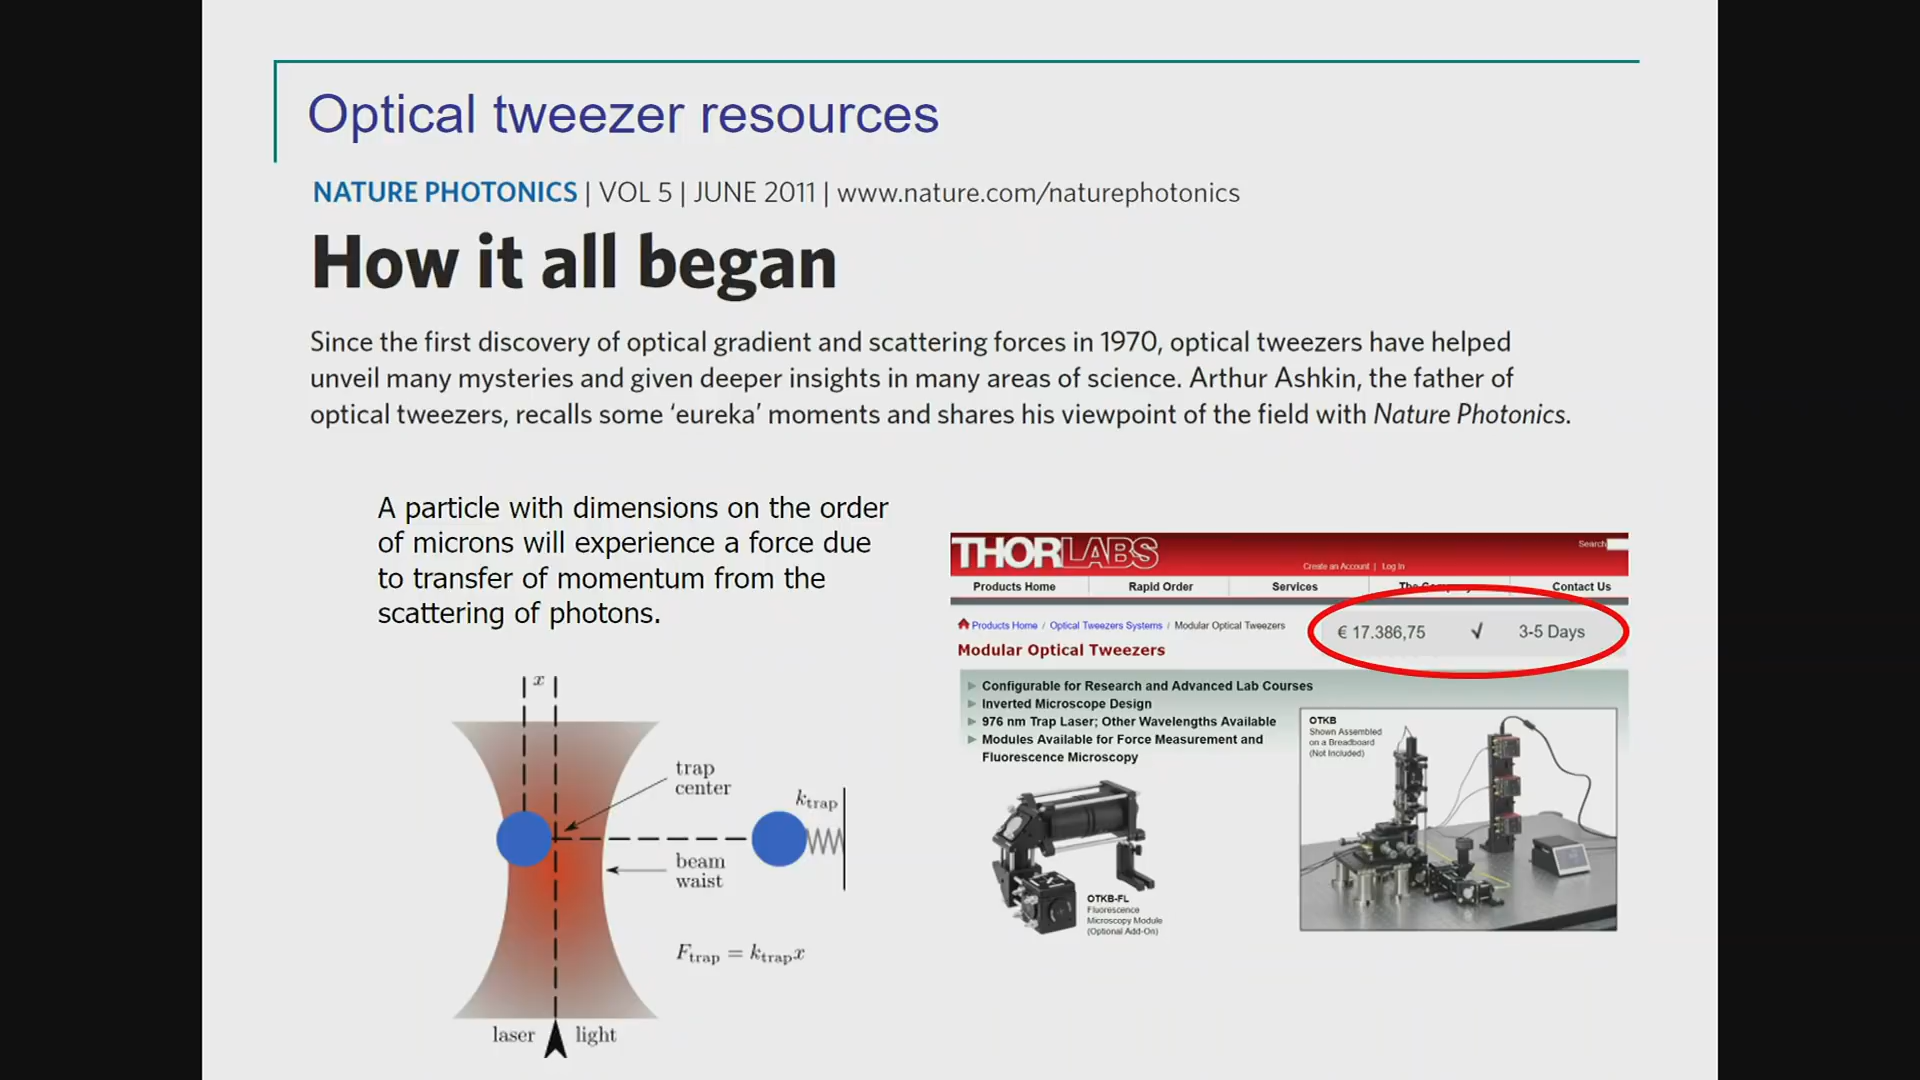 Optical tweezer resources
NATURE PHOTONICS | VOL 5 | JUNE 2011 | www.nature.com/naturephotonics
How it all began
Since the first discovery of optical gradient and scattering forces in 1970, optical tweezers have helped
unveil many mysteries and given deeper insights in many areas of science. Arthur Ashkin, the father of
optical tweezers, recalls some ‘eureka’ moments and shares his viewpoint of the field with Nature Photonics.
A particle with dimensions on the order
of microns will experience a force due
to transfer of momentum from the
scattering of photons.
x
trap
center
k_trap
beam
waist
F_trap = k_trap x
laser light
THORLABS
Search
Create an Account | Log In
Products Home Rapid Order Services The Company Contact Us
Products Home / Optical Tweezers Systems / Modular Optical Tweezers
€ 17.386,75 √ 3-5 Days
Modular Optical Tweezers
Configurable for Research and Advanced Lab Courses
Inverted Microscope Design
976 nm Trap Laser; Other Wavelengths Available
Modules Available for Force Measurement and
Fluorescence Microscopy
OTKB
Shown Assembled
on a Breadboard
(Not Included)
OTKB-FL
Fluorescence
Microscopy Module
(Optional Add-On)